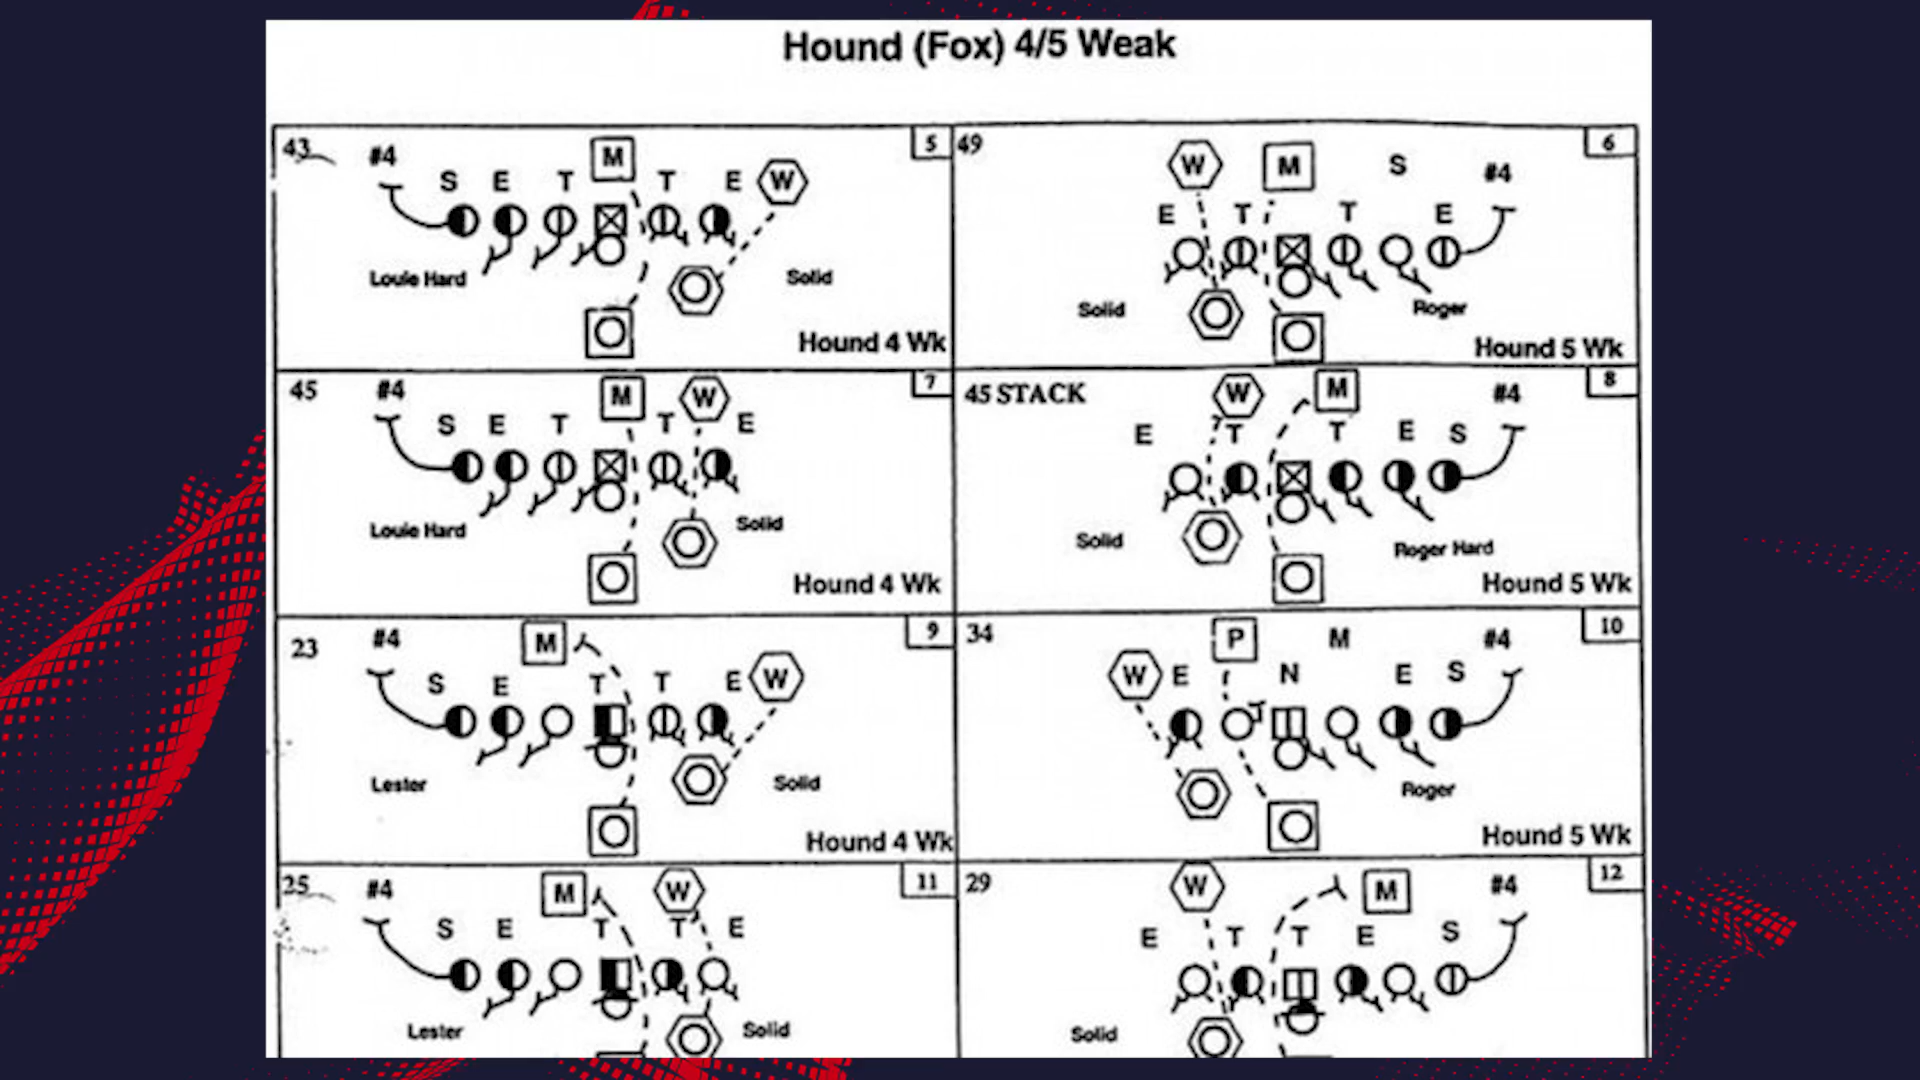 Hound (Fox) 4/5 Weak
43 #4 M 5
S E T T E W
Louie Hard Solid
Hound 4 Wk
49 W M S #4 6
E T T E
Solid Roger
Hound 5 Wk
45 #4 M W 7
S E T T E
Louie Hard Solid
Hound 4 Wk
45 STACK W M #4 8
E T T E S
Solid Roger Hard
Hound 5 Wk
23 #4 M 9
S E T T E W
Lester Solid
Hound 4 Wk
34 P M #4 10
W E N E S
Roger
Hound 5 Wk
25 #4 M W 11
S E T T E
Lester Solid
29 W M #4 12
E T T E S
Solid